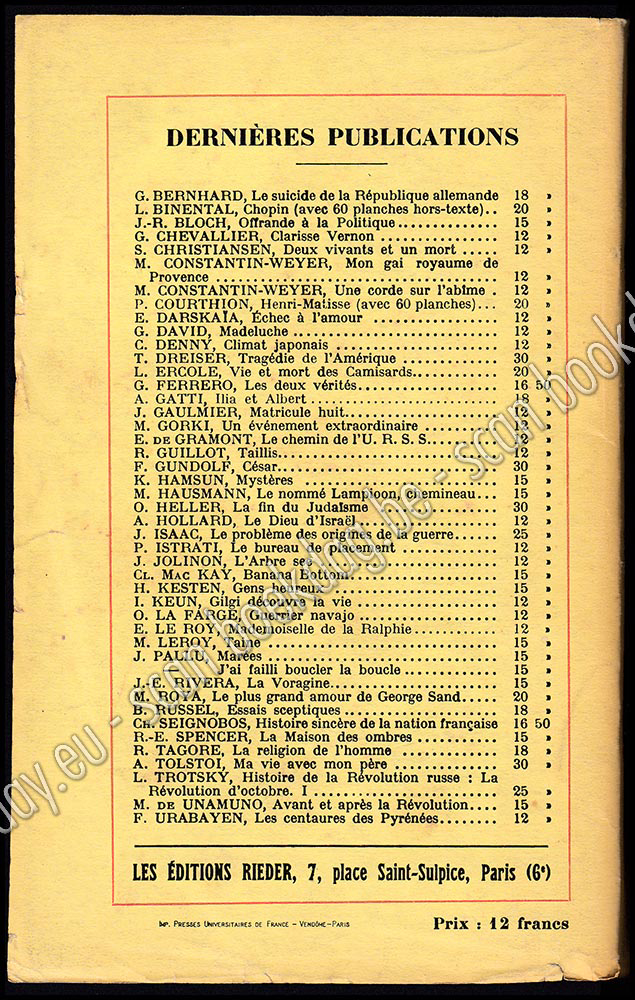 DERNIÈRES PUBLICATIONS
G. BERNHARD, Le suicide de la République allemande 18 »
L. BINENTAL, Chopin (avec 60 planches hors-texte).. 20 »
J.-R. BLOCH, Offrande à la Politique............... 15 »
G. CHEVALLIER, Clarisse Vernon .................. 12 »
S. CHRISTIANSEN, Deux vivants et un mort ..... 12 »
M. CONSTANTIN-WEYER, Mon gai royaume de
Provence ........................................ 12 »
M. CONSTANTIN-WEYER, Une corde sur l'abîme . 12 »
P. COURTHION, Henri-Matisse (avec 60 planches)... 20 »
E. DARSKAÏA, Échec à l'amour .................. 12 »
G. DAVID, Madeluche ............................ 12 »
C. DENNY, Climat japonais ...................... 12 »
T. DREISER, Tragédie de l'Amérique .............. 30 »
L. ERCOLE, Vie et mort des Camisards............ 20 »
G. FERRERO, Les deux vérités.................... 16 50
A. GATTI, Ilia et Albert ......................... 18 »
J. GAULMIER, Matricule huit..................... 12 »
M. GORKI, Un événement extraordinaire ........... 12 »
E. DE GRAMONT, Le chemin de l'U. R. S. S......... 12 »
R. GUILLOT, Taillis.............................. 12 »
F. GUNDOLF, César.............................. 30 »
K. HAMSUN, Mystères ........................... 15 »
M. HAUSMANN, Le nommé Lampioon, chemineau... 15 »
O. HELLER, La fin du Judaïsme .................. 30 »
A. HOLLARD, Le Dieu d'Israël .................... 12 »
J. ISAAC, Le problème des origines de la guerre...... 25 »
P. ISTRATI, Le bureau de placement .............. 12 »
J. JOLINON, L'Arbre sec ......................... 12 »
CL. MAC KAY, Banana Bottom..................... 15 »
H. KESTEN, Gens heureux ........................ 15 »
I. KEUN, Gilgi découvre la vie .................... 12 »
O. LA FARGE, Guerrier navajo .................... 12 »
E. LE ROY, Mademoiselle de la Ralphie............. 12 »
M. LEROY, Taine ................................ 15 »
J. PALLU, Marées ............................... 15 »
— J'ai failli boucler la boucle ............... 15 »
J.-E. RIVERA, La Voragine........................ 15 »
M. ROYA, Le plus grand amour de George Sand..... 20 »
B. RUSSEL, Essais sceptiques ..................... 18 »
CH. SEIGNOBOS, Histoire sincère de la nation française 16 50
R.-E. SPENCER, La Maison des ombres ............ 15 »
R. TAGORE, La religion de l'homme .............. 18 »
A. TOLSTOI, Ma vie avec mon père ............... 30 »
L. TROTSKY, Histoire de la Révolution russe : La
Révolution d'octobre. I ......................... 25 »
M. DE UNAMUNO, Avant et après la Révolution.... 15 »
F. URABAYEN, Les centaures des Pyrénées........ 12 »
LES ÉDITIONS RIEDER, 7, place Saint-Sulpice, Paris (6ᵉ)
IMP. PRESSES UNIVERSITAIRES DE FRANCE – VENDÔME-PARIS
Prix : 12 francs